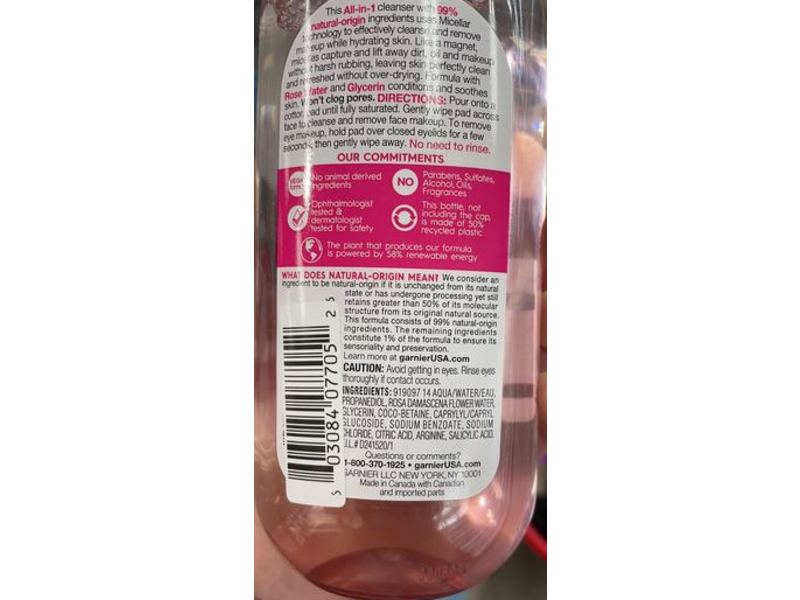 This All-in-1 cleanser with 99%
natural-origin ingredients uses Micellar
technology to effectively cleanse and remove
makeup while hydrating skin. Like a magnet,
micelles capture and lift away dirt, oil and makeup
without harsh rubbing, leaving skin perfectly clean
and refreshed without over-drying. Formula with
Rose Water and Glycerin conditions and soothes
skin. Won't clog pores. DIRECTIONS: Pour onto a
cotton pad until fully saturated. Gently wipe pad across
face to cleanse and remove face makeup. To remove
eye makeup, hold pad over closed eyelids for a few
seconds, then gently wipe away. No need to rinse.
OUR COMMITMENTS
VEGAN
FORMULA
No animal derived
ingredients
NO
Parabens, Sulfates,
Alcohol, Oils,
Fragrances
Ophthalmologist
tested &
dermatologist
tested for safety
This bottle, not
including the cap,
is made of 50%
recycled plastic
The plant that produces our formula
is powered by 58% renewable energy
WHAT DOES NATURAL-ORIGIN MEAN? We consider an
ingredient to be natural-origin if it is unchanged from its natural
state or has undergone processing yet still
retains greater than 50% of its molecular
structure from its original natural source.
This formula consists of 99% natural-origin
ingredients. The remaining ingredients
constitute 1% of the formula to ensure its
sensoriality and preservation.
Learn more at garnierUSA.com
CAUTION: Avoid getting in eyes. Rinse eyes
thoroughly if contact occurs.
INGREDIENTS: 919097 14 AQUA/WATER/EAU,
PROPANEDIOL, ROSA DAMASCENA FLOWER WATER,
GLYCERIN, COCO-BETAINE, CAPRYLYL/CAPRYL
GLUCOSIDE, SODIUM BENZOATE, SODIUM
CHLORIDE, CITRIC ACID, ARGININE, SALICYLIC ACID.
F.I.L.# D241520/1
Questions or comments?
1-800-370-1925 • garnierUSA.com
GARNIER LLC NEW YORK, NY 10001
Made in Canada with Canadian
and imported parts
5 03084 07705 2 5